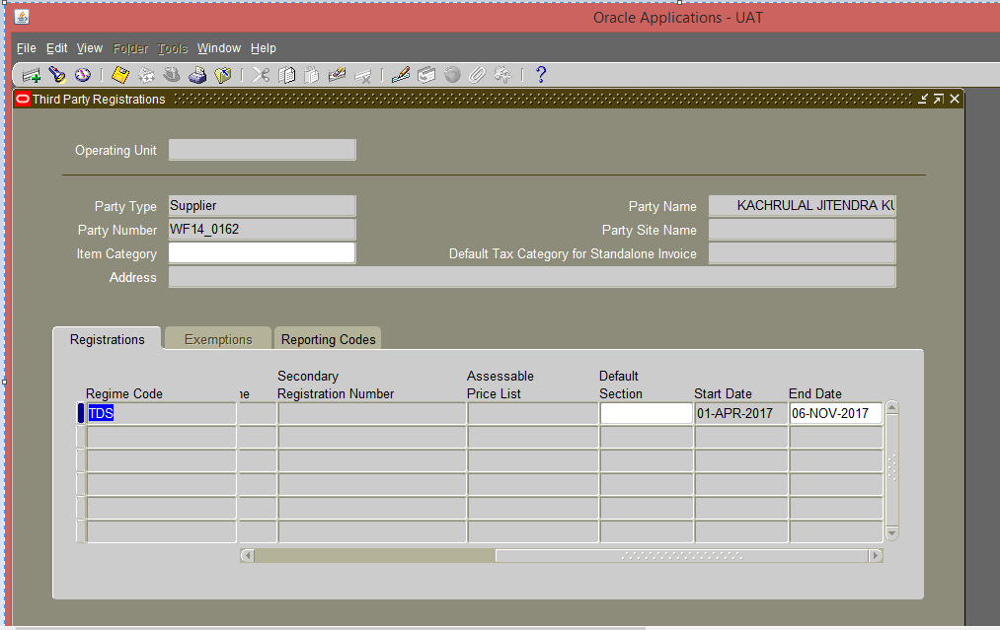 Oracle Applications - UAT
File Edit View Folder Tools Window Help
?
Third Party Registrations
Operating Unit
Party Type Supplier Party Name KACHRULAL JITENDRA KU
Party Number WF14_0162 Party Site Name
Item Category Default Tax Category for Standalone Invoice
Address
Registrations Exemptions Reporting Codes
Secondary Assessable Default
Regime Code ne Registration Number Price List Section Start Date End Date
TDS 01-APR-2017 06-NOV-2017